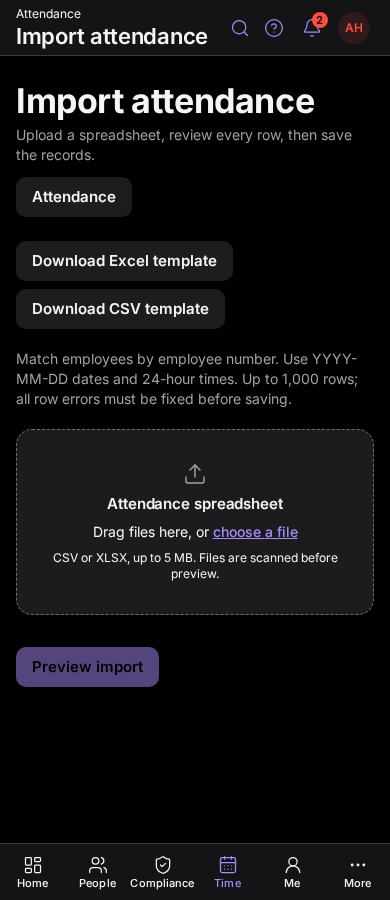 Attendance
Import attendance
2
AH
Import attendance
Upload a spreadsheet, review every row, then save
the records.
Attendance
Download Excel template
Download CSV template
Match employees by employee number. Use YYYY-
MM-DD dates and 24-hour times. Up to 1,000 rows;
all row errors must be fixed before saving.
Attendance spreadsheet
Drag files here, or choose a file
CSV or XLSX, up to 5 MB. Files are scanned before
preview.
Preview import
Home
People
Compliance
Time
Me
More